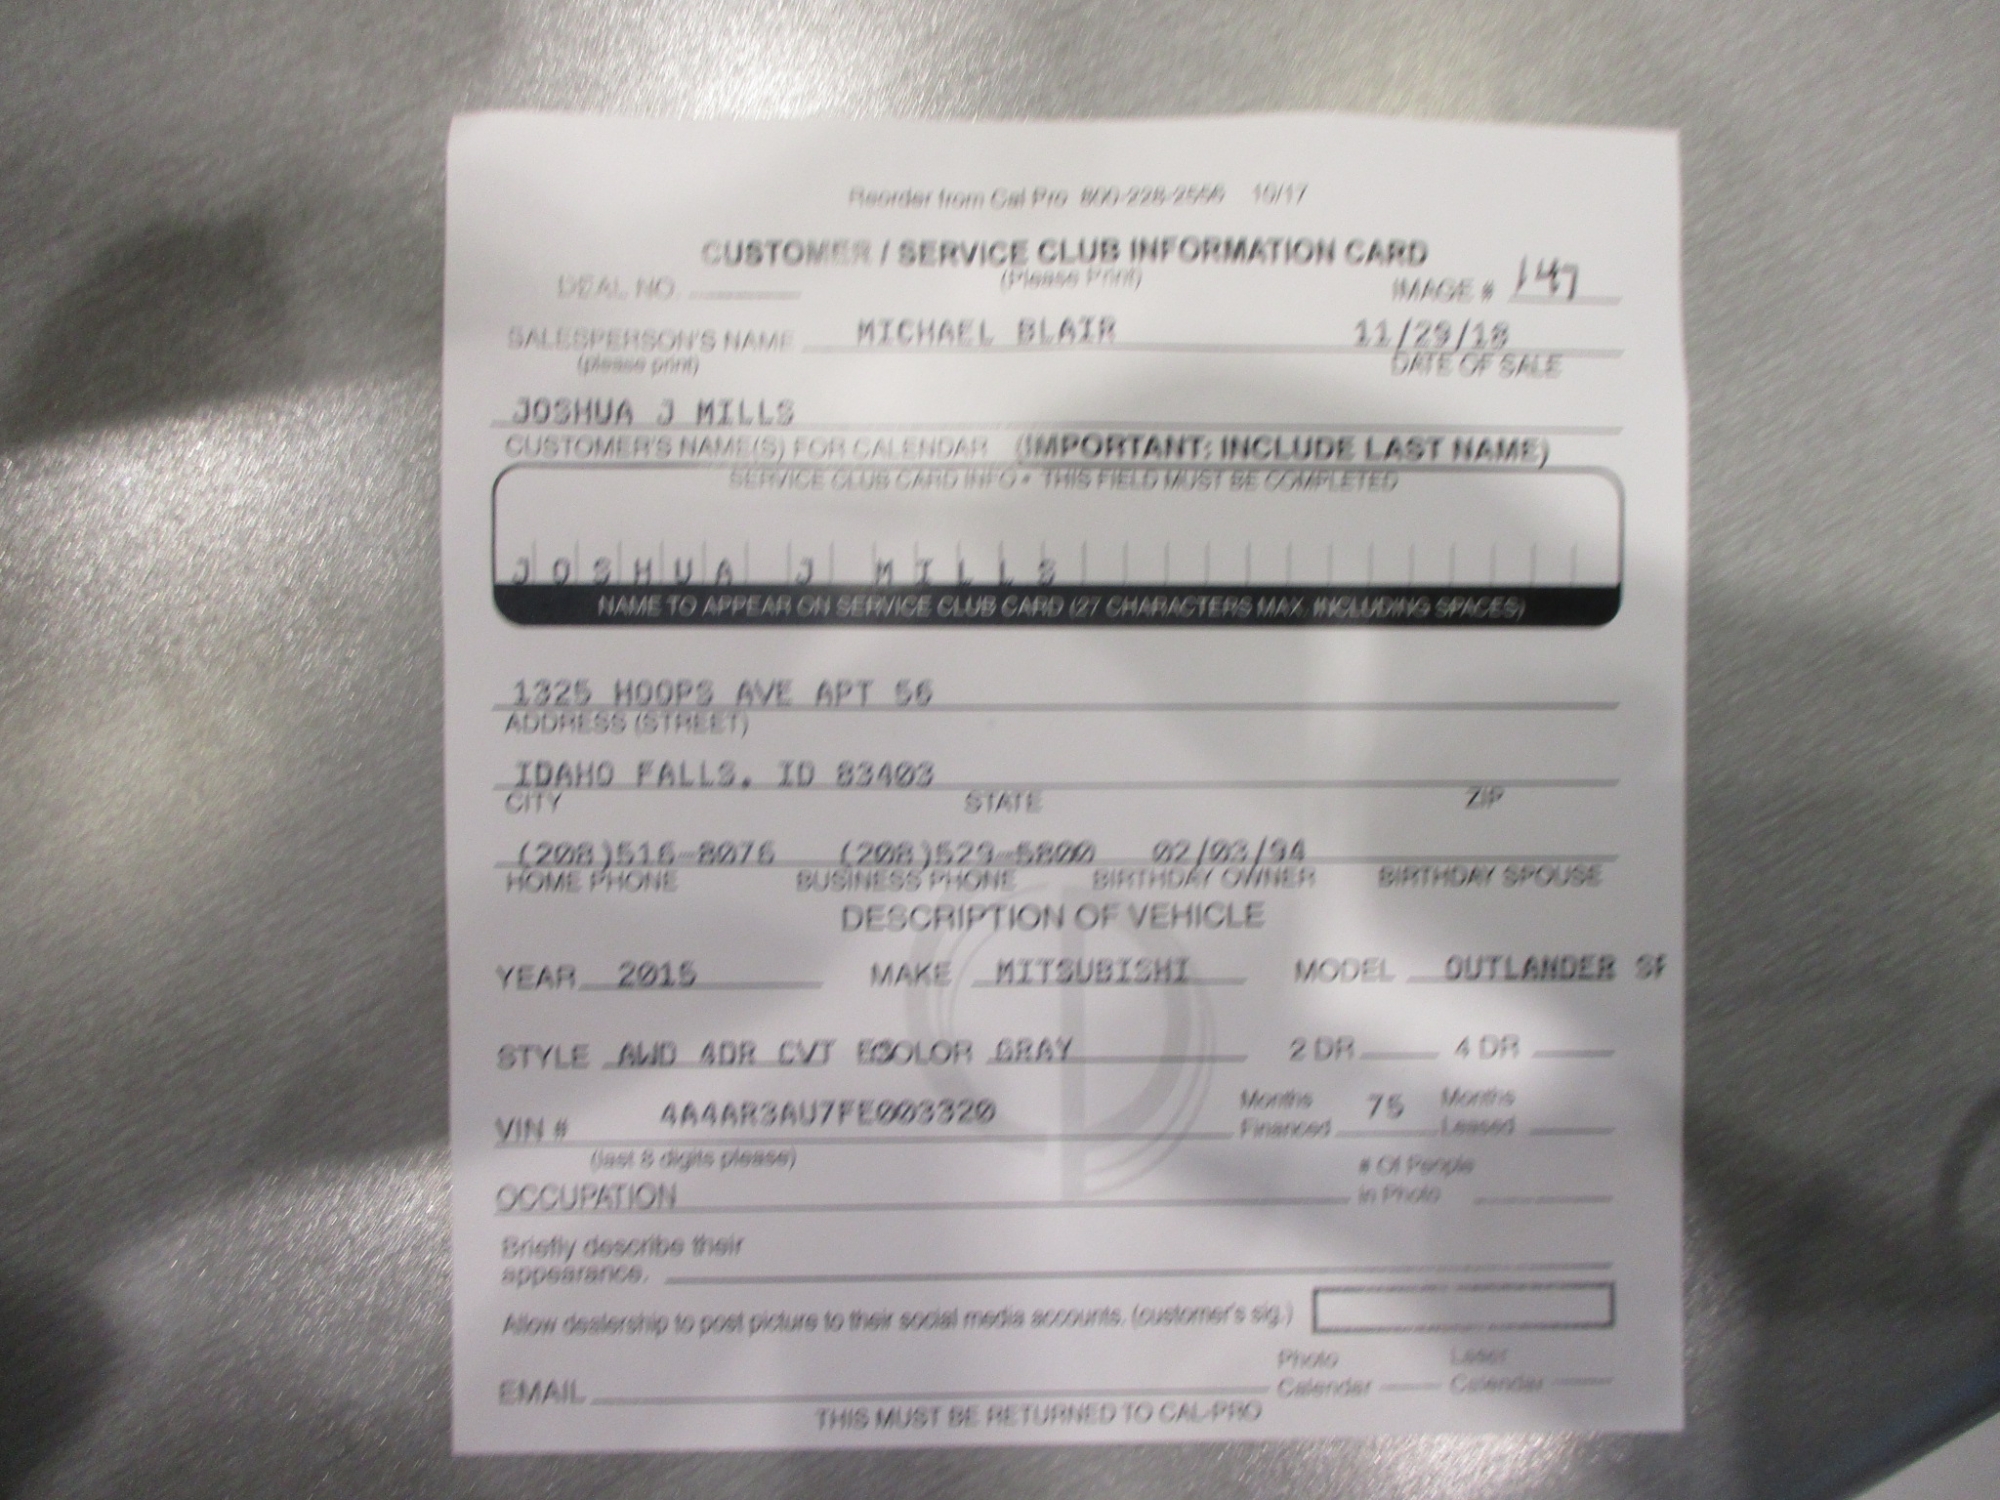 Reorder from Cal Pro 800-228-2556 10/17
CUSTOMER / SERVICE CLUB INFORMATION CARD
(Please Print)
DEAL NO. IMAGE # 147
SALESPERSON'S NAME MICHAEL BLAIR 11/29/18
(please print) DATE OF SALE
JOSHUA J MILLS
CUSTOMER'S NAME(S) FOR CALENDAR (IMPORTANT: INCLUDE LAST NAME)
SERVICE CLUB CARD INFO • THIS FIELD MUST BE COMPLETED
JOSHUA J MILLS
NAME TO APPEAR ON SERVICE CLUB CARD (27 CHARACTERS MAX. INCLUDING SPACES)
1325 HOOPS AVE APT 56
ADDRESS (STREET)
IDAHO FALLS, ID 83403
CITY STATE ZIP
(208)516-8076 (208)529-5800 02/03/94
HOME PHONE BUSINESS PHONE BIRTHDAY OWNER BIRTHDAY SPOUSE
DESCRIPTION OF VEHICLE
YEAR 2015 MAKE MITSUBISHI MODEL OUTLANDER SP
STYLE AWD 4DR CVT COLOR GRAY 2 DR 4 DR
VIN # 4A4AR3AU7FE003320 Months Financed 75 Months Leased
(last 8 digits please)
OCCUPATION # Of People in Photo
Briefly describe their
appearance.
Allow dealership to post picture to their social media accounts. (customer's sig.)
EMAIL Photo Calendar Laser Calendar
THIS MUST BE RETURNED TO CAL-PRO